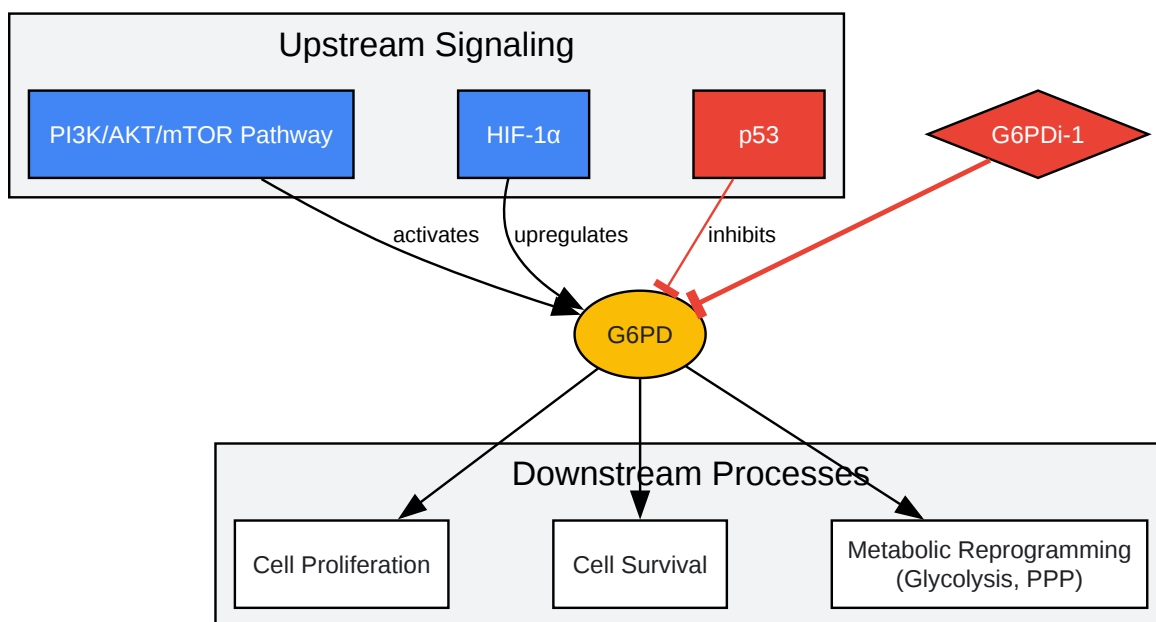 Upstream Signaling
PI3K/AKT/mTOR Pathway
HIF-1α
p53
G6PDi-1
activates
upregulates
inhibits
G6PD
Downstream Processes
Cell Proliferation
Cell Survival
Metabolic Reprogramming
(Glycolysis, PPP)